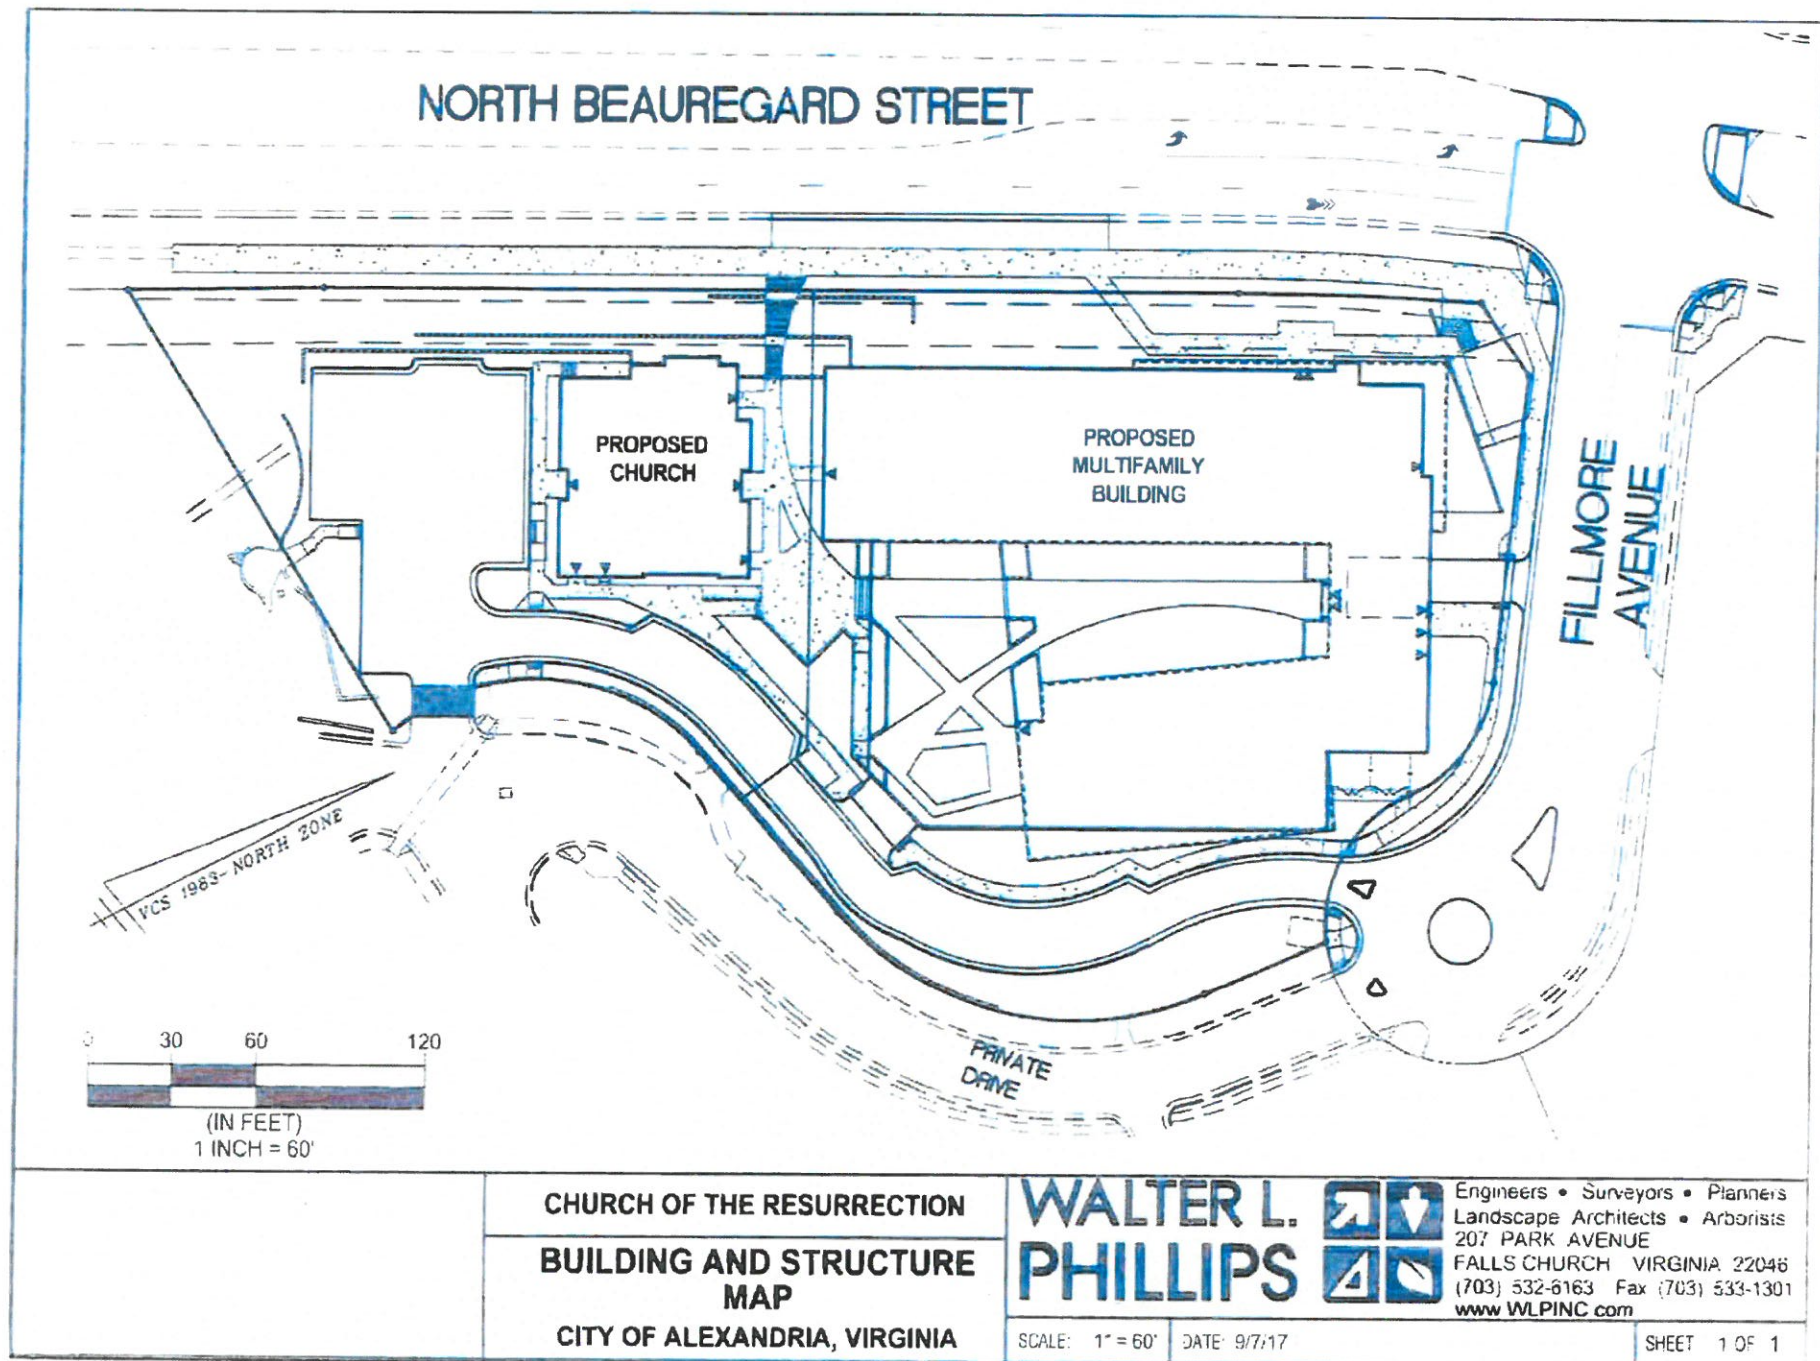 NORTH BEAUREGARD STREET
PROPOSED
CHURCH
PROPOSED
MULTIFAMILY
BUILDING
FILLMORE
AVENUE
VCS 1983- NORTH ZONE
PRIVATE
DRIVE
0 30 60 120
(IN FEET)
1 INCH = 60'
CHURCH OF THE RESURRECTION
BUILDING AND STRUCTURE
MAP
CITY OF ALEXANDRIA, VIRGINIA
WALTER L.
PHILLIPS
Engineers • Surveyors • Planners
Landscape Architects • Arborists
207 PARK AVENUE
FALLS CHURCH VIRGINIA 22046
(703) 532-6163 Fax (703) 533-1301
www.WLPINC.com
SCALE: 1" = 60' DATE: 9/7/17 SHEET 1 OF 1